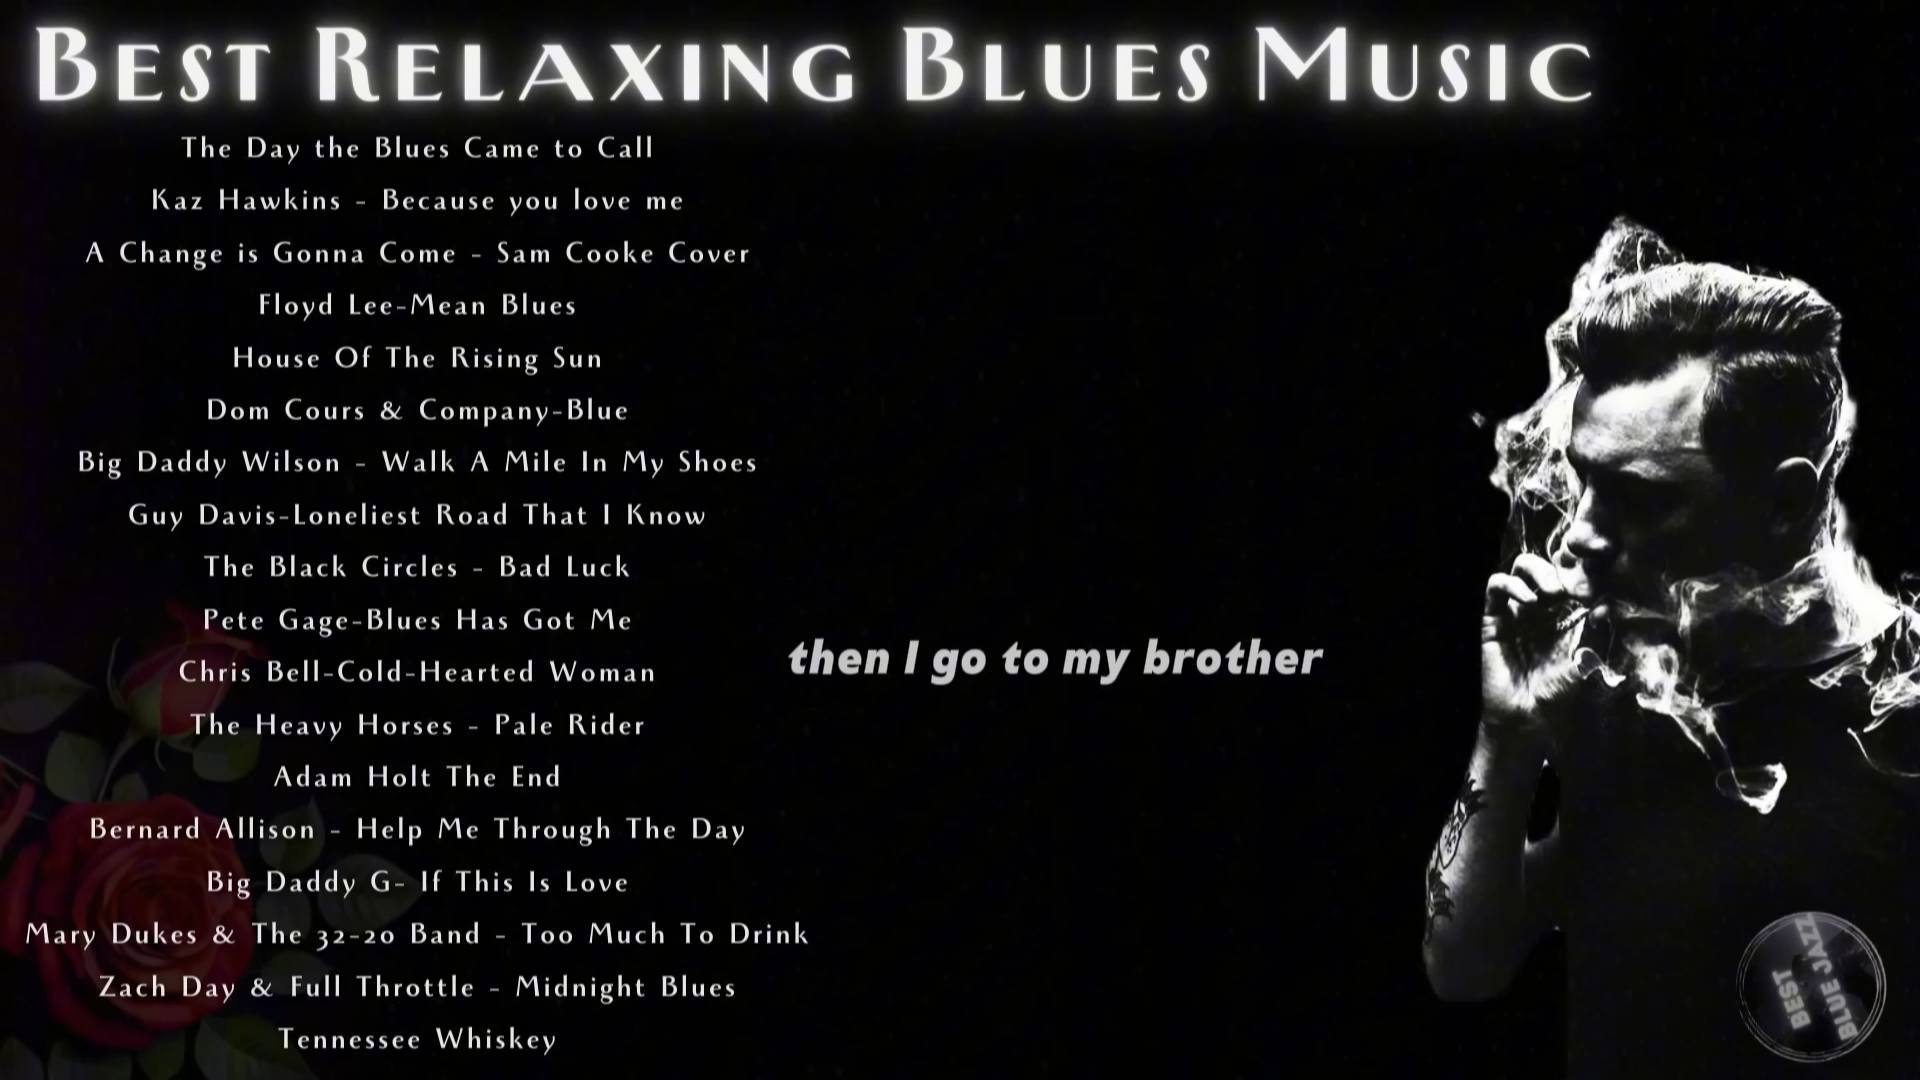 Best Relaxing Blues Music
The Day the Blues Came to Call
Kaz Hawkins - Because you love me
A Change is Gonna Come - Sam Cooke Cover
Floyd Lee-Mean Blues
House Of The Rising Sun
Dom Cours & Company-Blue
Big Daddy Wilson - Walk A Mile In My Shoes
Guy Davis-Loneliest Road That I Know
The Black Circles - Bad Luck
Pete Gage-Blues Has Got Me
Chris Bell-Cold-Hearted Woman
The Heavy Horses - Pale Rider
Adam Holt The End
Bernard Allison - Help Me Through The Day
Big Daddy G- If This Is Love
Mary Dukes & The 32-20 Band - Too Much To Drink
Zach Day & Full Throttle - Midnight Blues
Tennessee Whiskey
then I go to my brother
BEST
BLUE JAZZ